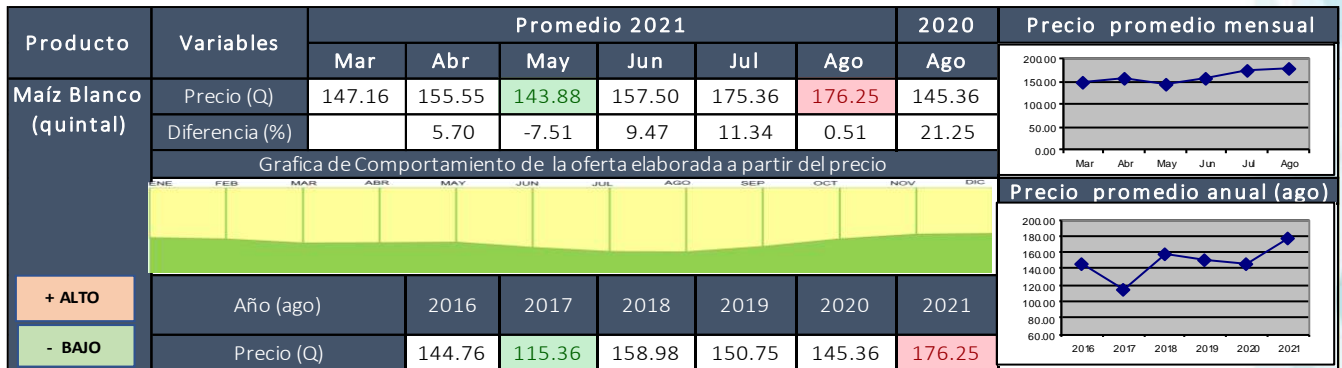 Producto Variables Promedio 2021 2020 Precio promedio mensual
Mar Abr May Jun Jul Ago Ago
Maíz Blanco (quintal)
Precio (Q) 147.16 155.55 143.88 157.50 175.36 176.25 145.36
Diferencia (%) 5.70 -7.51 9.47 11.34 0.51 21.25
Grafica de Comportamiento de la oferta elaborada a partir del precio
ENE FEB MAR ABR MAY JUN JUL AGO SEP OCT NOV DIC
+ ALTO
- BAJO
Año (ago) 2016 2017 2018 2019 2020 2021
Precio (Q) 144.76 115.36 158.98 150.75 145.36 176.25
200.00
150.00
100.00
50.00
0.00
Mar Abr May Jun Jul Ago
Precio promedio anual (ago)
200.00
180.00
160.00
140.00
120.00
100.00
80.00
60.00
2016 2017 2018 2019 2020 2021